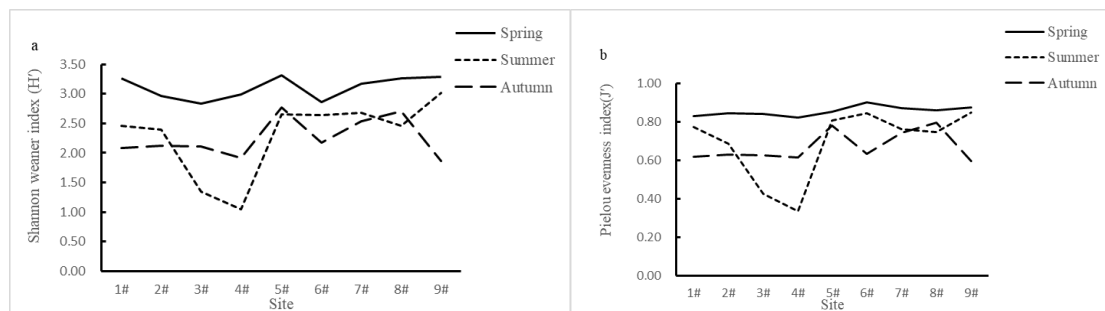 a
Spring
Summer
Autumn
Shannon weaner index (H')
3.50
3.00
2.50
2.00
1.50
1.00
0.50
0.00
1# 2# 3# 4# 5# 6# 7# 8# 9#
Site
b
Spring
Summer
Autumn
Pielou evenness index(J')
1.00
0.80
0.60
0.40
0.20
0.00
1# 2# 3# 4# 5# 6# 7# 8# 9#
Site